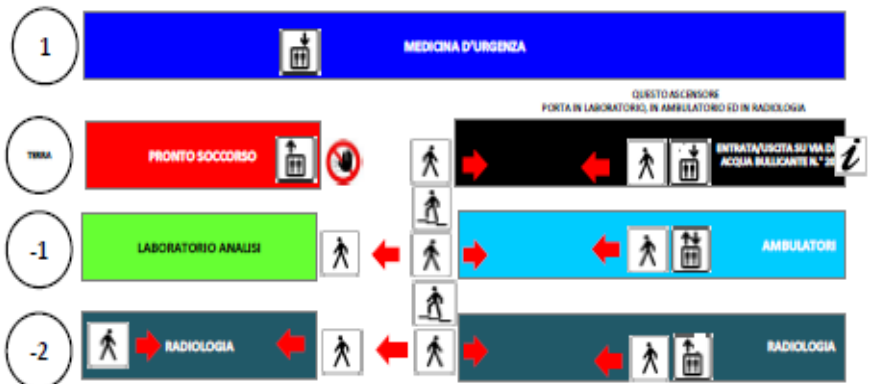 1
MEDICINA D'URGENZA
QUESTO ASCENSORE
PORTA IN LABORATORIO, IN AMBULATORIO ED IN RADIOLOGIA
TERRA
PRONTO SOCCORSO
ENTRATA/USCITA SU VIA
ACQUA BULLICANTE N.°
i
-1
LABORATORIO ANALISI
AMBULATORI
-2
RADIOLOGIA
RADIOLOGIA